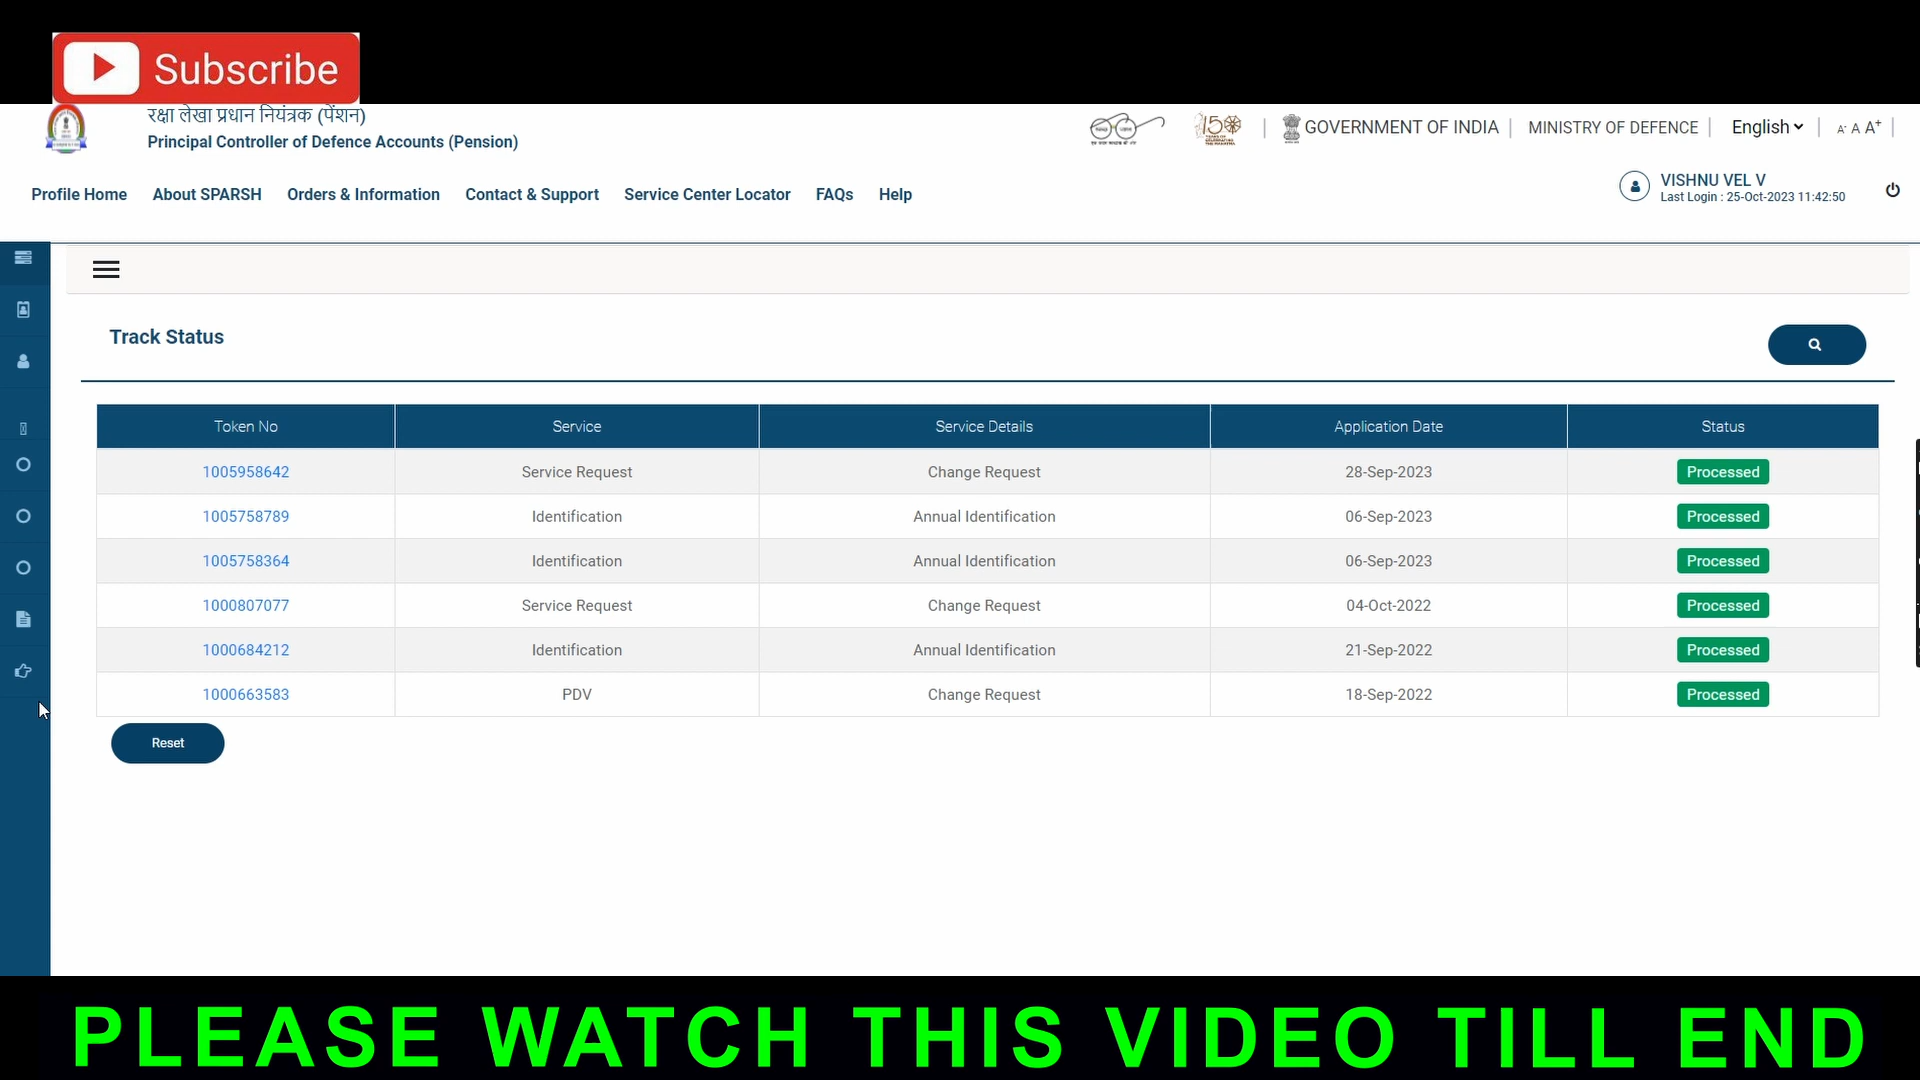 Subscribe
रक्षा लेखा प्रधान नियंत्रक (पेंशन)
Principal Controller of Defence Accounts (Pension)
GOVERNMENT OF INDIA
MINISTRY OF DEFENCE
English
A- A A+
Profile Home About SPARSH Orders & Information Contact & Support Service Center Locator FAQs Help
VISHNU VEL V
Last Login : 25-Oct-2023 11:42:50
Track Status
Token No Service Service Details Application Date Status
1005958642 Service Request Change Request 28-Sep-2023 Processed
1005758789 Identification Annual Identification 06-Sep-2023 Processed
1005758364 Identification Annual Identification 06-Sep-2023 Processed
1000807077 Service Request Change Request 04-Oct-2022 Processed
1000684212 Identification Annual Identification 21-Sep-2022 Processed
1000663583 PDV Change Request 18-Sep-2022 Processed
Reset
PLEASE WATCH THIS VIDEO TILL END